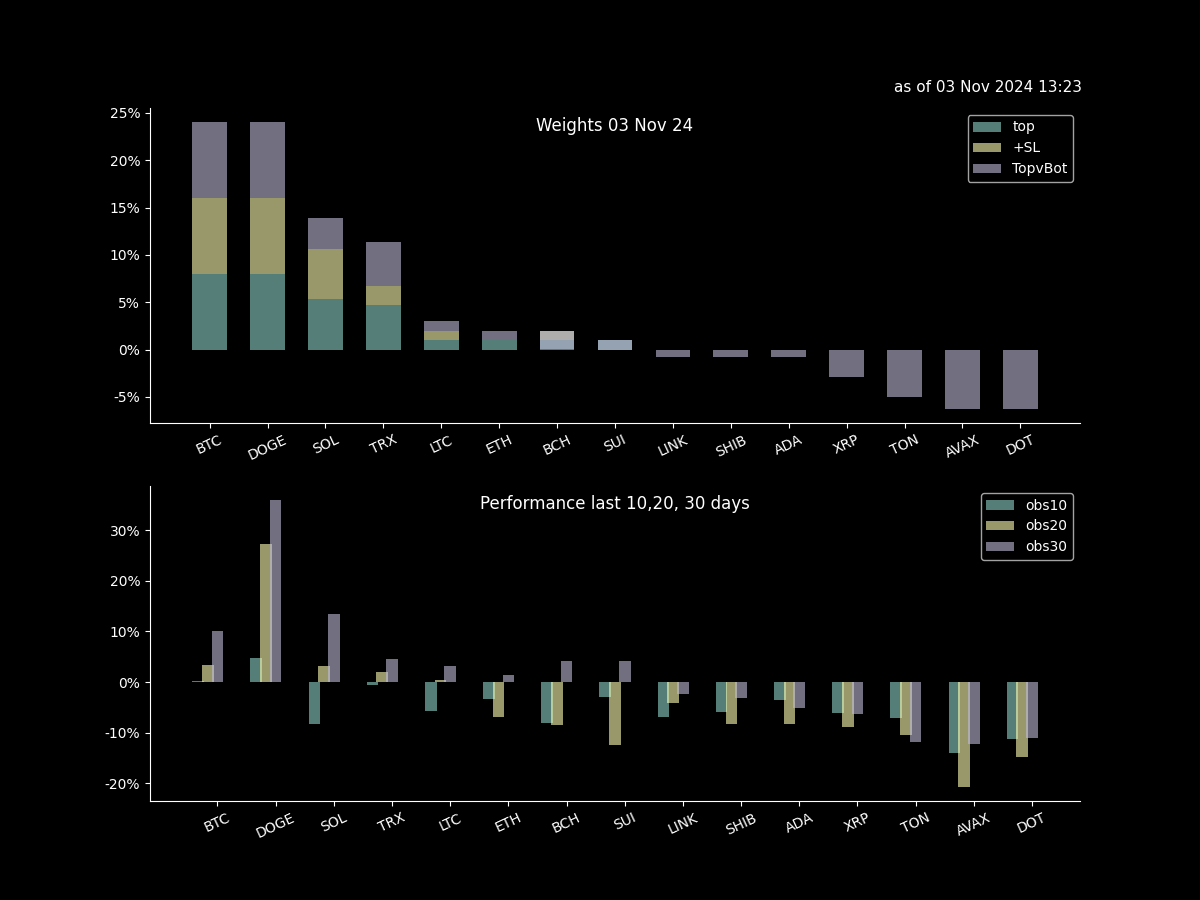 as of 03 Nov 2024 13:23
Weights 03 Nov 24
top
+SL
TopvBot
25%
20%
15%
10%
5%
0%
-5%
BTC DOGE SOL TRX LTC ETH BCH SUI LINK SHIB ADA XRP TON AVAX DOT
Performance last 10,20, 30 days
obs10
obs20
obs30
30%
20%
10%
0%
-10%
-20%
BTC DOGE SOL TRX LTC ETH BCH SUI LINK SHIB ADA XRP TON AVAX DOT